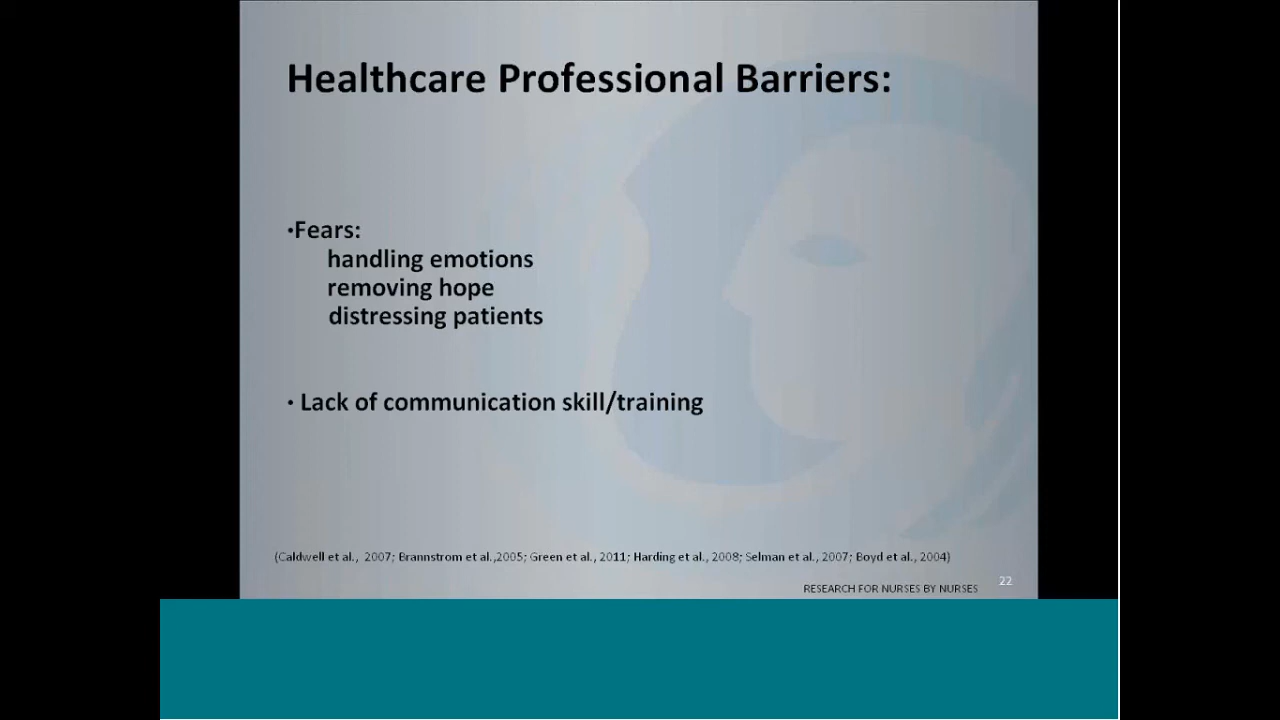 Healthcare Professional Barriers:
•Fears:
handling emotions
removing hope
distressing patients
• Lack of communication skill/training
(Caldwell et al.,  2007; Brannstrom et al.,2005; Green et al., 2011; Harding et al., 2008; Selman et al., 2007; Boyd et al., 2004)
22
RESEARCH FOR NURSES BY NURSES